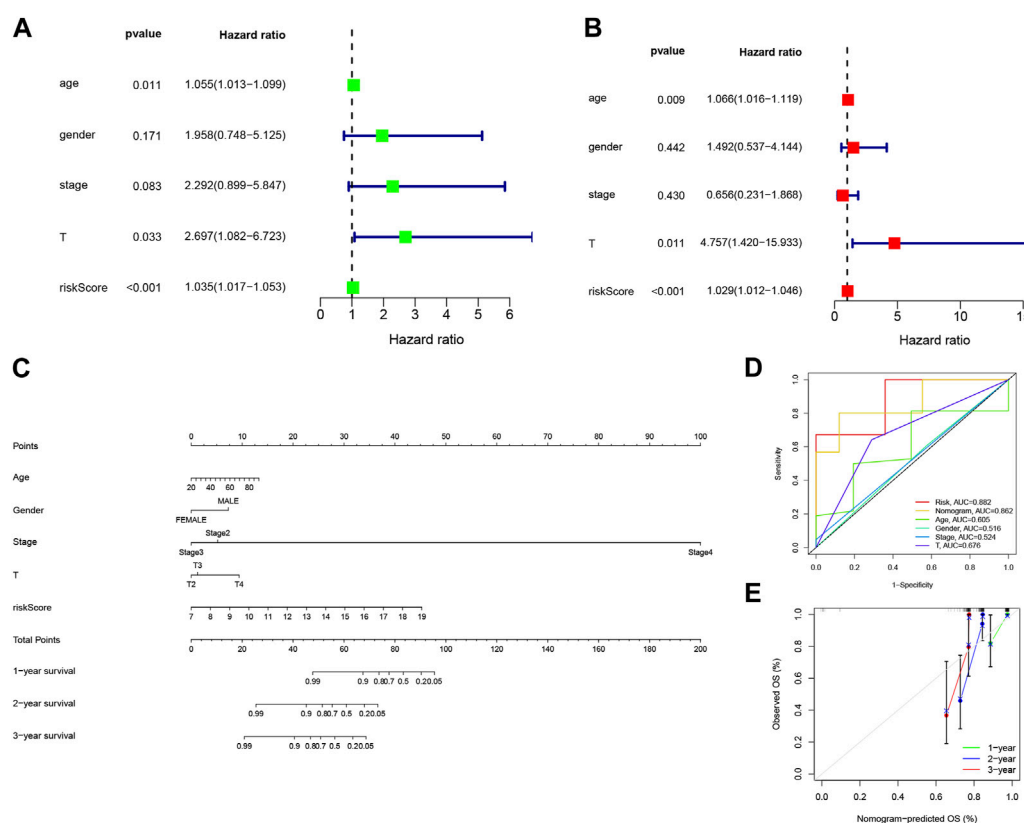 A
pvalue Hazard ratio
age 0.011 1.055(1.013−1.099)
gender 0.171 1.958(0.748−5.125)
stage 0.083 2.292(0.899−5.847)
T 0.033 2.697(1.082−6.723)
riskScore <0.001 1.035(1.017−1.053)
0 1 2 3 4 5 6
Hazard ratio
B
pvalue Hazard ratio
age 0.009 1.066(1.016−1.119)
gender 0.442 1.492(0.537−4.144)
stage 0.430 0.656(0.231−1.868)
T 0.011 4.757(1.420−15.933)
riskScore <0.001 1.029(1.012−1.046)
0 5 10 15
Hazard ratio
C
Points 0 10 20 30 40 50 60 70 80 90 100
Age
20 40 60 80
MALE
Gender
FEMALE
Stage2
Stage
Stage3 Stage4
T3
T
T2 T4
riskScore
7 8 9 10 11 12 13 14 15 16 17 18 19
Total Points
0 20 40 60 80 100 120 140 160 180 200
1−year survival
0.99 0.9 0.80.7 0.5 0.20.05
2−year survival
0.99 0.9 0.80.7 0.5 0.20.05
3−year survival
0.99 0.9 0.80.7 0.5 0.20.05
D
Sensitivity
1.0
0.8
0.6
0.4
0.2
0.0
Risk, AUC=0.882
Nomogram, AUC=0.862
Age, AUC=0.605
Gender, AUC=0.516
Stage, AUC=0.524
T, AUC=0.676
0.0 0.2 0.4 0.6 0.8 1.0
1−Specificity
E
Observed OS (%)
1.0
0.8
0.6
0.4
0.2
0.0
1−year
2−year
3−year
0.0 0.2 0.4 0.6 0.8 1.0
Nomogram−predicted OS (%)